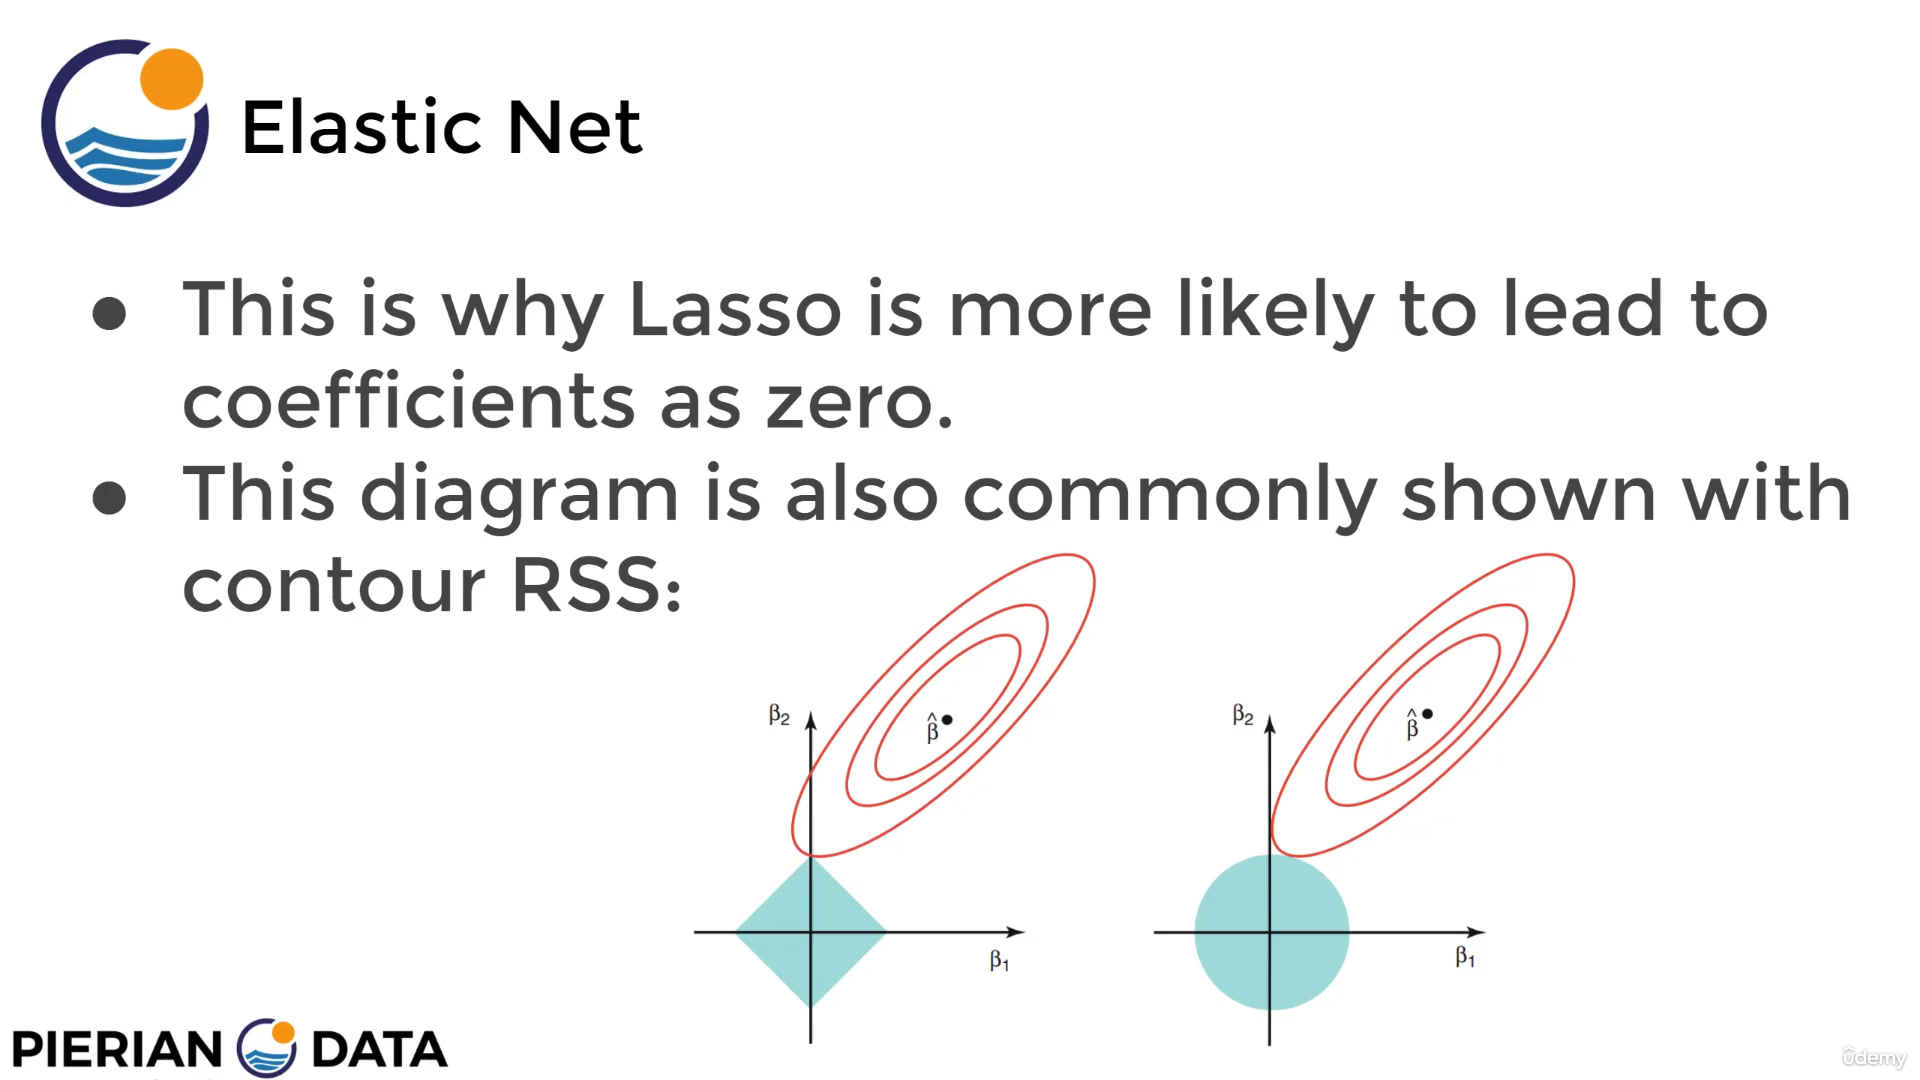 Elastic Net
● This is why Lasso is more likely to lead to
coefficients as zero.
● This diagram is also commonly shown with
contour RSS:
β₂
β̂
β₁
β₂
β̂
β₁
PIERIAN DATA
ûdemy